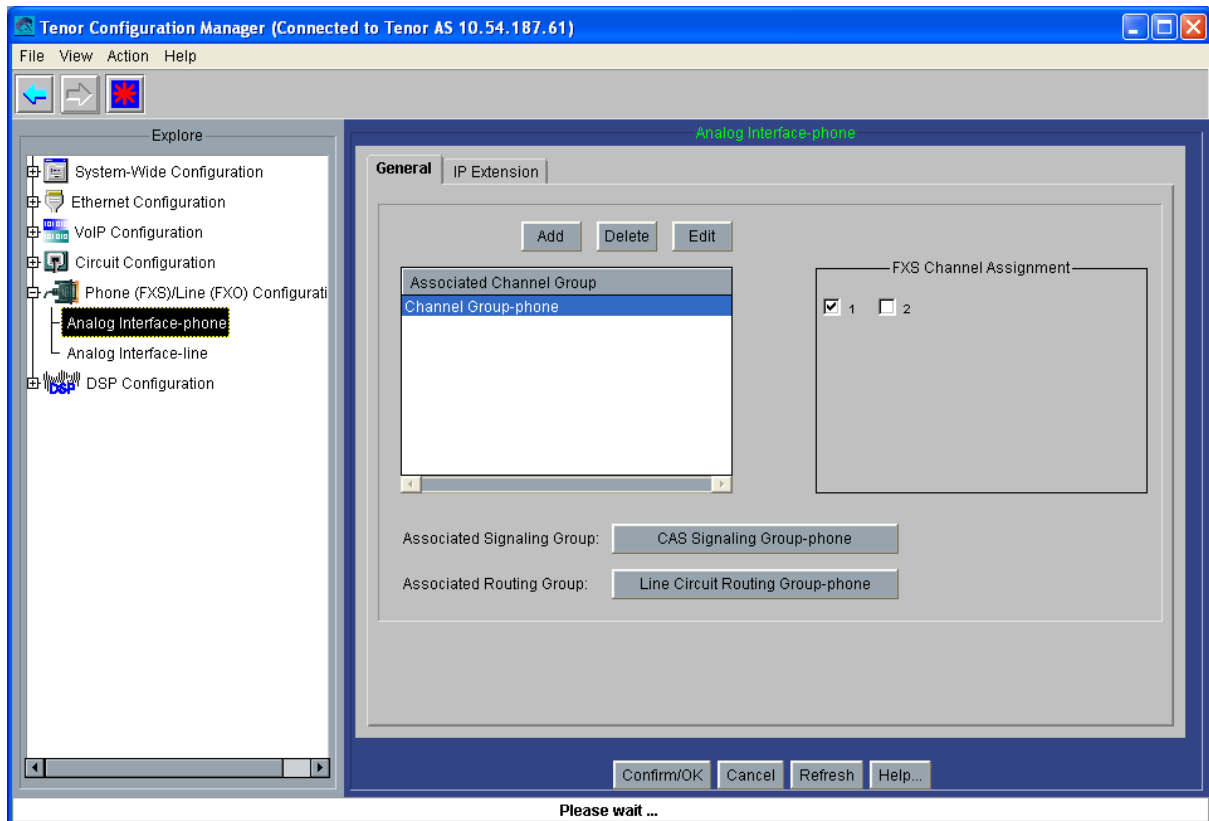 Tenor Configuration Manager (Connected to Tenor AS 10.54.187.61)
File View Action Help
Explore
System-Wide Configuration
Ethernet Configuration
VoIP Configuration
Circuit Configuration
Phone (FXS)/Line (FXO) Configurati
Analog Interface-phone
Analog Interface-line
DSP DSP Configuration
Analog Interface-phone
General IP Extension
Add Delete Edit
Associated Channel Group
Channel Group-phone
FXS Channel Assignment
1 2
Associated Signaling Group: CAS Signaling Group-phone
Associated Routing Group: Line Circuit Routing Group-phone
Confirm/OK Cancel Refresh Help...
Please wait ...